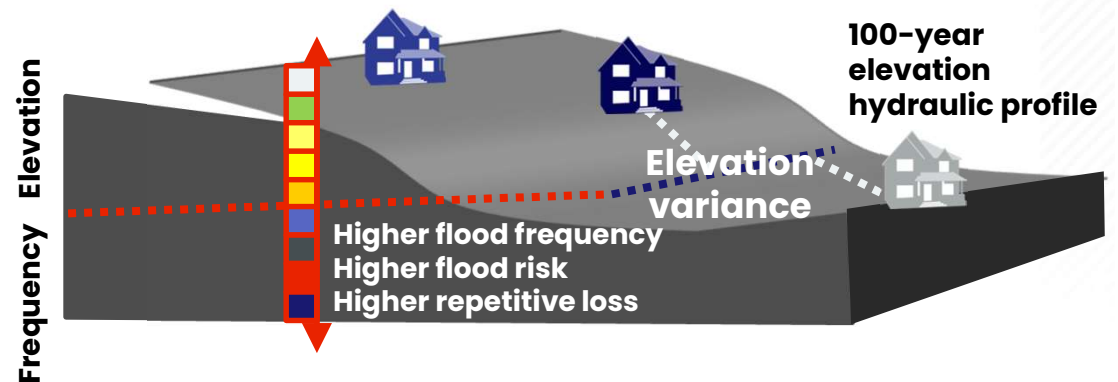 100-year
elevation
hydraulic profile
Elevation
Frequency
Elevation
variance
Higher flood frequency
Higher flood risk
Higher repetitive loss